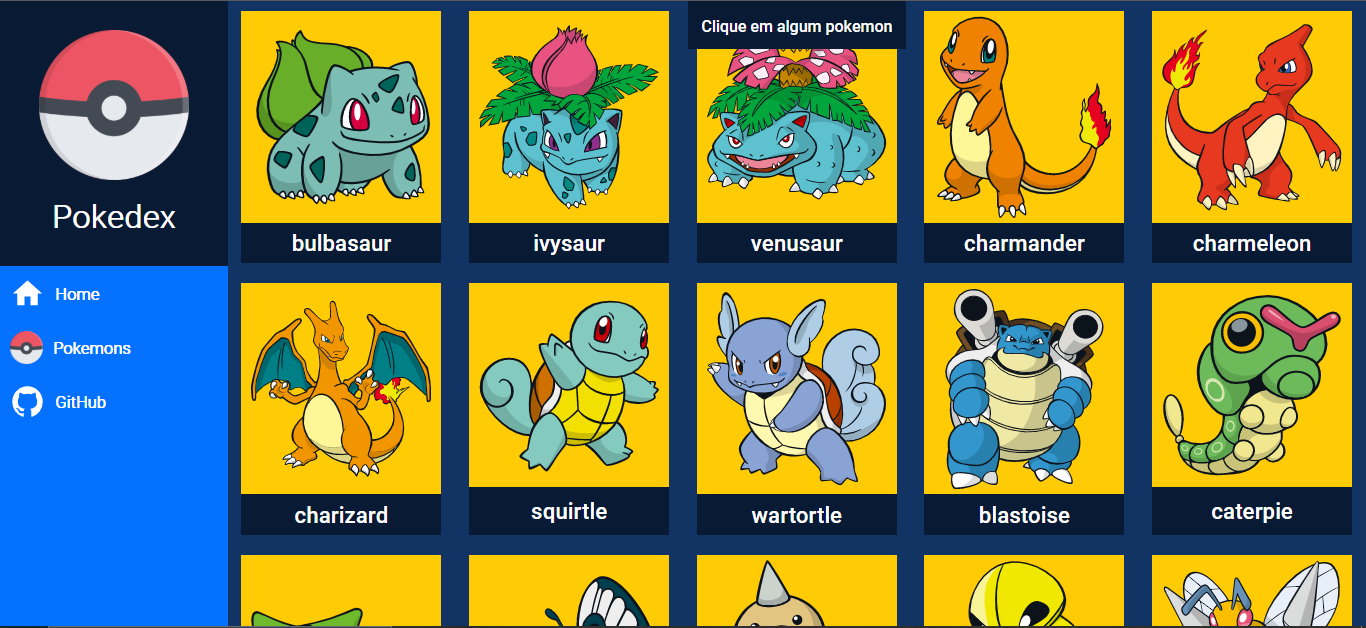 Pokedex
Home
Pokemons
GitHub
Clique em algum pokemon
bulbasaur
ivysaur
venusaur
charmander
charmeleon
charizard
squirtle
wartortle
blastoise
caterpie